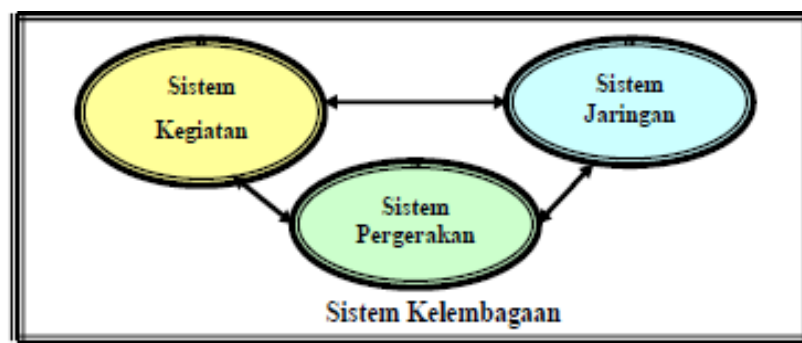 Sistem
Kegiatan
Sistem
Jaringan
Sistem
Pergerakan
Sistem Kelembagaan